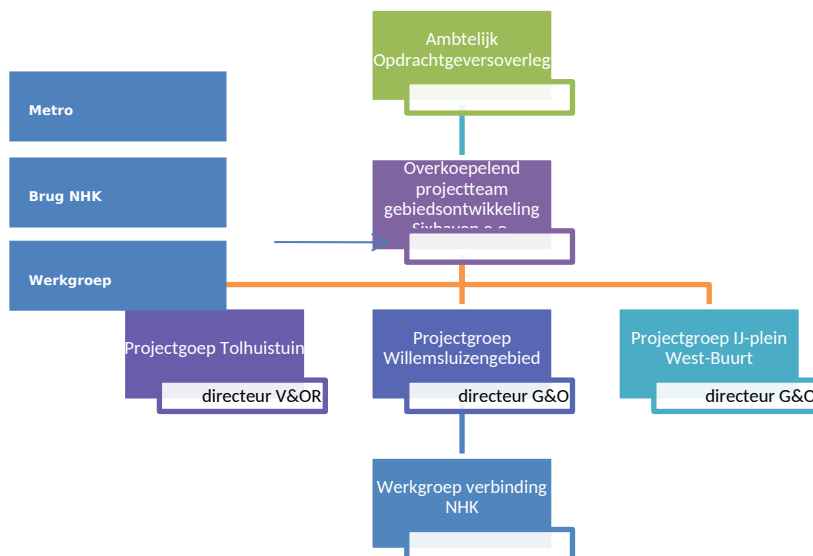 Ambtelijk
Opdrachtgeversoverleg
Metro
Brug NHK
Werkgroep
Overkoepelend
projectteam
gebiedsontwikkeling
Projectgoep Tolhuistuin
directeur V&OR
Projectgroep
Willemsluizengebied
directeur G&O
Projectgroep IJ-plein
West-Buurt
directeur G&O
Werkgroep verbinding
NHK